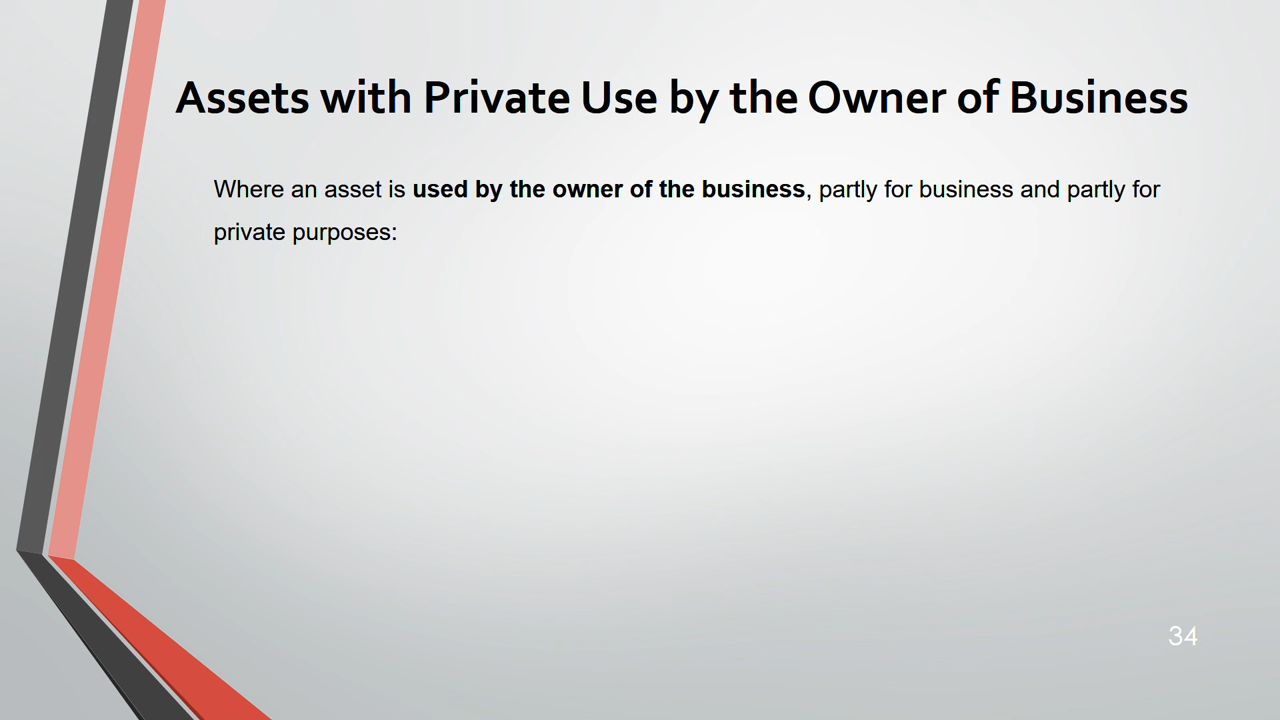 Assets with Private Use by the Owner of Business
Where an asset is used by the owner of the business, partly for business and partly for
private purposes:
34